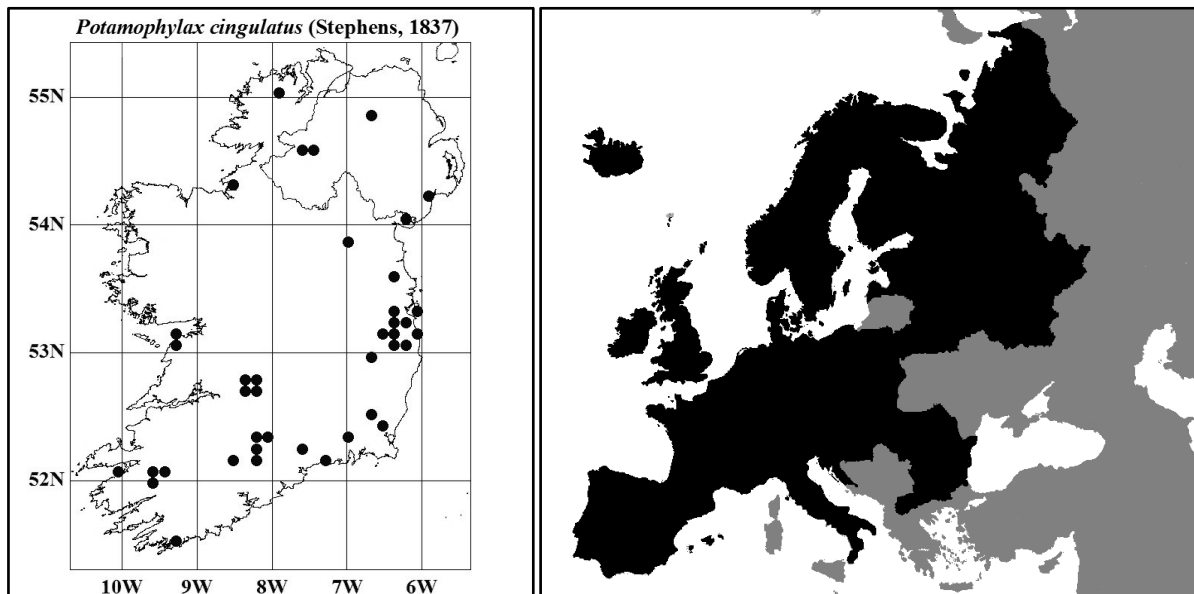 Potamophylax cingulatus (Stephens, 1837)
55N
54N
53N
52N
10W 9W 8W 7W 6W